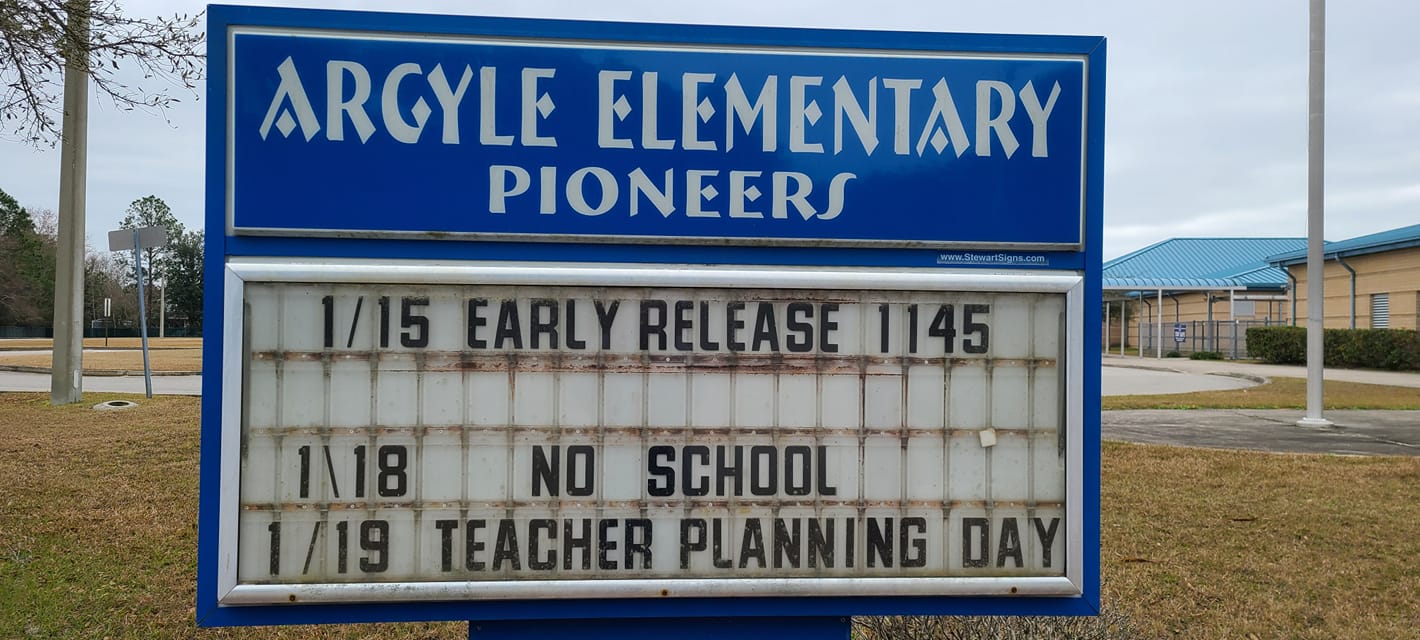 ARGYLE ELEMENTARY
PIONEERS
www.StewartSigns.com
1/15 EARLY RELEASE 1145
1\18 NO SCHOOL
1/19 TEACHER PLANNING DAY